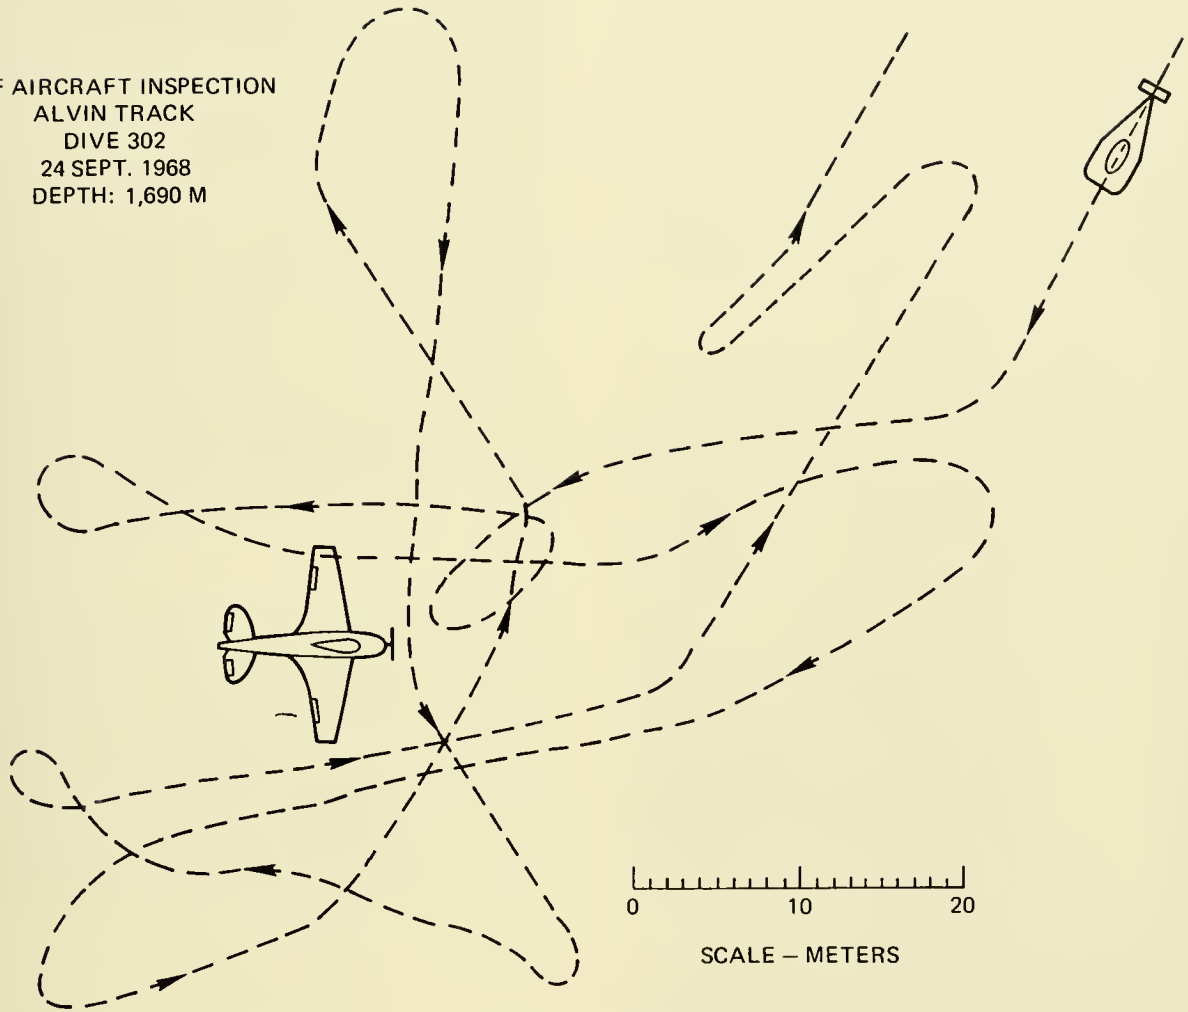 AIRCRAFT INSPECTION
ALVIN TRACK
DIVE 302
24 SEPT. 1968
DEPTH: 1,690 M
0 10 20
SCALE – METERS